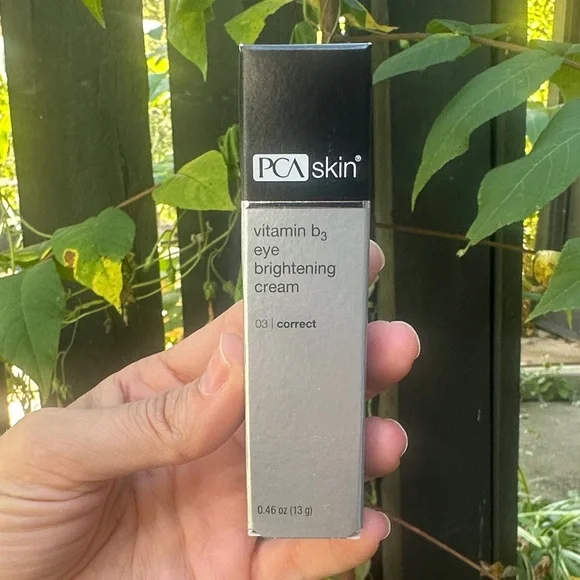 PCA skin®
vitamin b₃
eye
brightening
cream
03 | correct
0.46 oz (13 g)